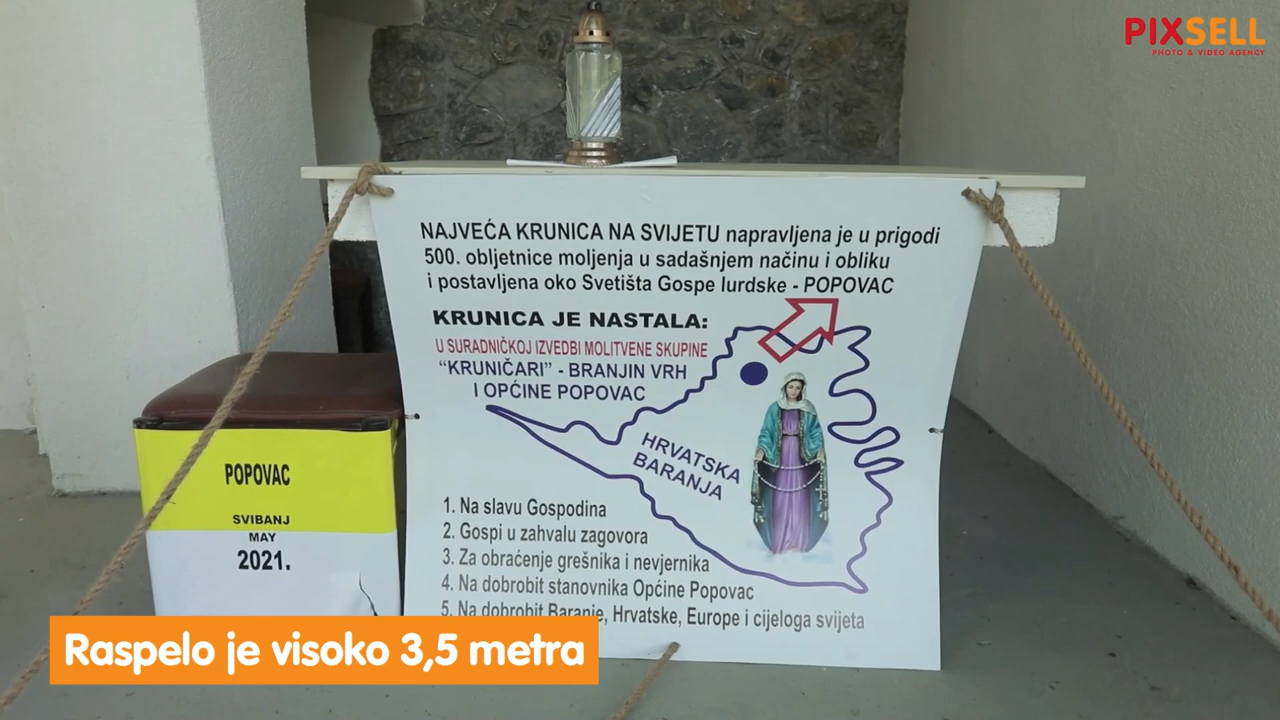 PIXSELL
PHOTO & VIDEO AGENCY
NAJVEĆA KRUNICA NA SVIJETU napravljena je u prigodi
500. obljetnice moljenja u sadašnjem načinu i obliku
i postavljena oko Svetišta Gospe lurdske - POPOVAC
KRUNICA JE NASTALA:
U SURADNIČKOJ IZVEDBI MOLITVENE SKUPINE
“KRUNIČARI” - BRANJIN VRH
I OPĆINE POPOVAC
HRVATSKA
BARANJA
1. Na slavu Gospodina
2. Gospi u zahvalu zagovora
3. Za obraćenje grešnika i nevjernika
4. Na dobrobit stanovnika Općine Popovac
5. Na dobrobit Baranje, Hrvatske, Europe i cijeloga svijeta
POPOVAC
SVIBANJ
MAY
2021.
Raspelo je visoko 3,5 metra